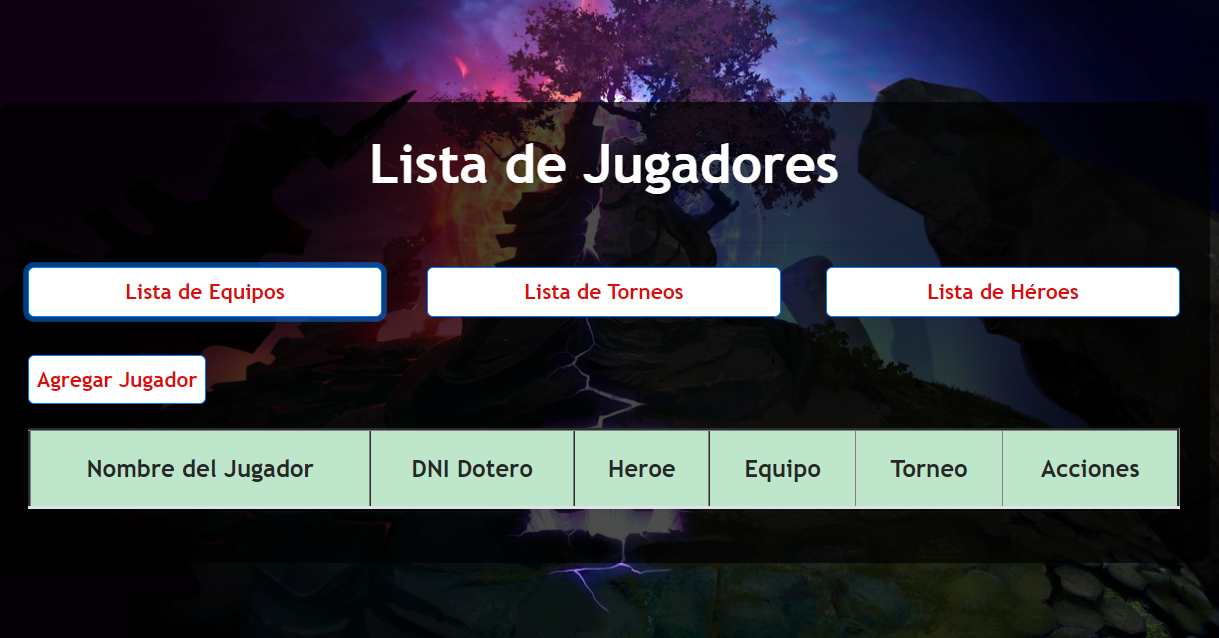 Lista de Jugadores
Lista de Equipos
Lista de Torneos
Lista de Héroes
Agregar Jugador
Nombre del Jugador
DNI Dotero
Heroe
Equipo
Torneo
Acciones